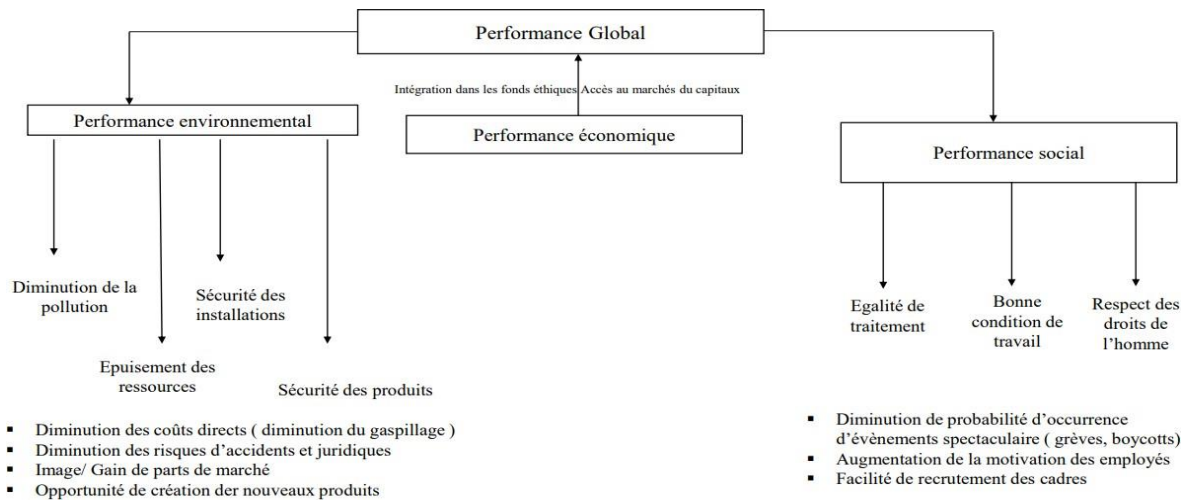 Performance Global
Intégration dans les fonds éthiques Accès au marchés du capitaux
Performance environnemental
Performance économique
Performance social
Diminution de la
pollution
Sécurité des
installations
Epuisement des
ressources
Sécurité des produits
Egalité de
traitement
Bonne
condition de
travail
Respect des
droits de
l’homme
▪ Diminution des coûts directs ( diminution du gaspillage )
▪ Diminution des risques d’accidents et juridiques
▪ Image/ Gain de parts de marché
▪ Opportunité de création der nouveaux produits
▪ Diminution de probabilité d’occurrence
d’évènements spectaculaire ( grèves, boycotts)
▪ Augmentation de la motivation des employés
▪ Facilité de recrutement des cadres